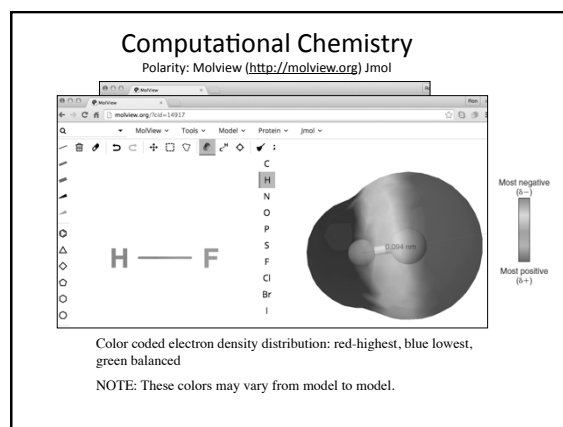 Computational Chemistry
Polarity: Molview (http://molview.org) Jmol
MolView
MolView
Ron
molview.org/?cid=14917
MolView Tools Model Protein Jmol
C
H
N
O
P
S
F
Cl
Br
I
H F
0.094 nm
Most negative
(δ−)
Most positive
(δ+)
Color coded electron density distribution: red-highest, blue lowest,
green balanced
NOTE: These colors may vary from model to model.